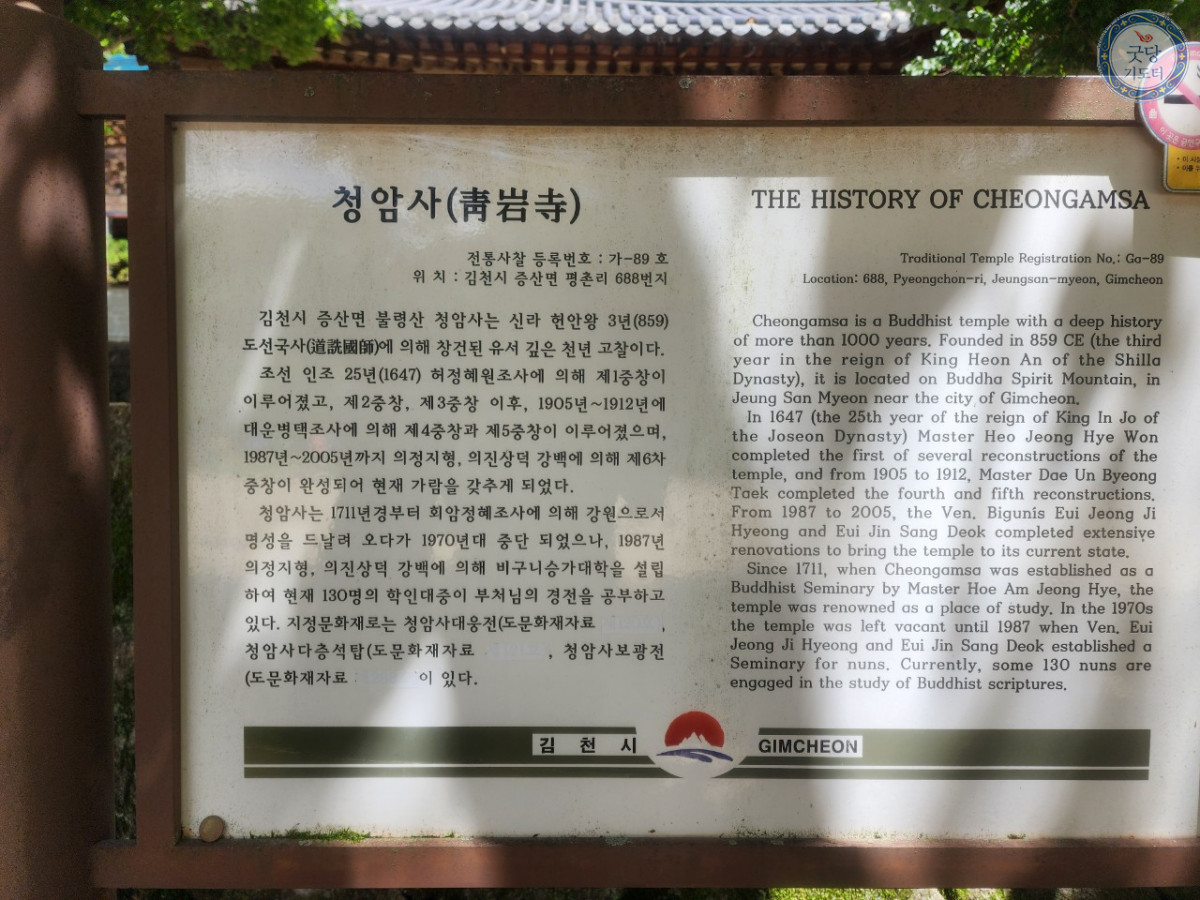 굿당
기도터
청암사(靑岩寺)
전통사찰 등록번호 : 가-89 호
위 치 : 김천시 증산면 평촌리 688번지
김천시 증산면 불령산 청암사는 신라 헌안왕 3년(859)
도선국사(道詵國師)에 의해 창건된 유서 깊은 천년 고찰이다.
조선 인조 25년(1647) 허정혜원조사에 의해 제1중창이
이루어졌고, 제2중창, 제3중창 이후, 1905년~1912년에
대운병택조사에 의해 제4중창과 제5중창이 이루어졌으며,
1987년~2005년까지 의정지형, 의진상덕 강백에 의해 제6차
중창이 완성되어 현재 가람을 갖추게 되었다.
청암사는 1711년경부터 회암정혜조사에 의해 강원으로서
명성을 드날려 오다가 1970년대 중단 되었으나, 1987년
의정지형, 의진상덕 강백에 의해 비구니승가대학을 설립
하여 현재 130명의 학인대중이 부처님의 경전을 공부하고
있다. 지정문화재로는 청암사대웅전(도문화재자료 ,
청암사다층석탑(도문화재자료 , 청암사보광전
(도문화재자료 이 있다.
THE HISTORY OF CHEONGAMSA
Traditional Temple Registration No.: Ga-89
Location: 688, Pyeongchon-ri, Jeungsan-myeon, Gimcheon
Cheongamsa is a Buddhist temple with a deep history
of more than 1000 years. Founded in 859 CE (the third
year in the reign of King Heon An of the Shilla
Dynasty), it is located on Buddha Spirit Mountain, in
Jeung San Myeon near the city of Gimcheon.
In 1647 (the 25th year of the reign of King In Jo of
the Joseon Dynasty) Master Heo Jeong Hye Won
completed the first of several reconstructions of the
temple, and from 1905 to 1912, Master Dae Un Byeong
Taek completed the fourth and fifth reconstructions.
From 1987 to 2005, the Ven. Bigunis Eui Jeong Ji
Hyeong and Eui Jin Sang Deok completed extensive
renovations to bring the temple to its current state.
Since 1711, when Cheongamsa was established as a
Buddhist Seminary by Master Hoe Am Jeong Hye, the
temple was renowned as a place of study. In the 1970s
the temple was left vacant until 1987 when Ven. Eui
Jeong Ji Hyeong and Eui Jin Sang Deok established a
Seminary for nuns. Currently, some 130 nuns are
engaged in the study of Buddhist scriptures.
김 천 시
GIMCHEON